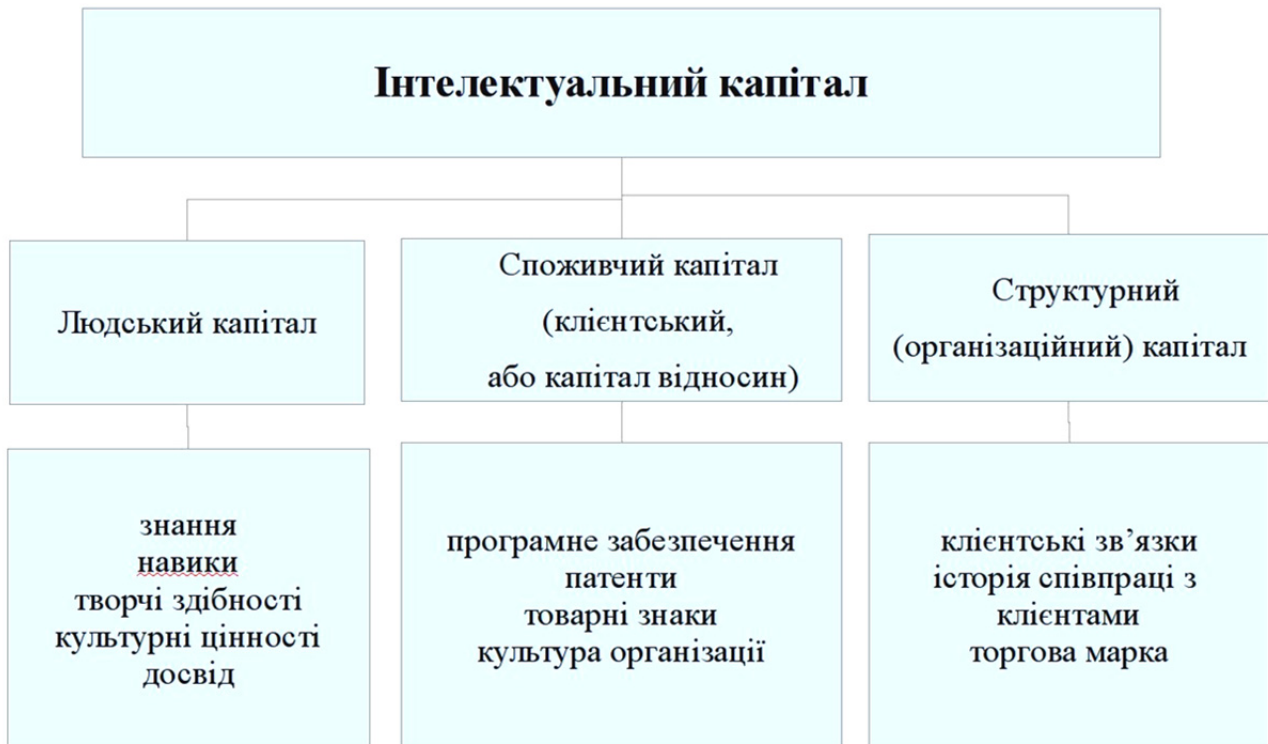 Інтелектуальний капітал
Людський капітал
Споживчий капітал
(клієнтський,
або капітал відносин)
Структурний
(організаційний) капітал
знання
навики
творчі здібності
культурні цінності
досвід
програмне забезпечення
патенти
товарні знаки
культура організації
клієнтські зв’язки
історія співпраці з
клієнтами
торгова марка